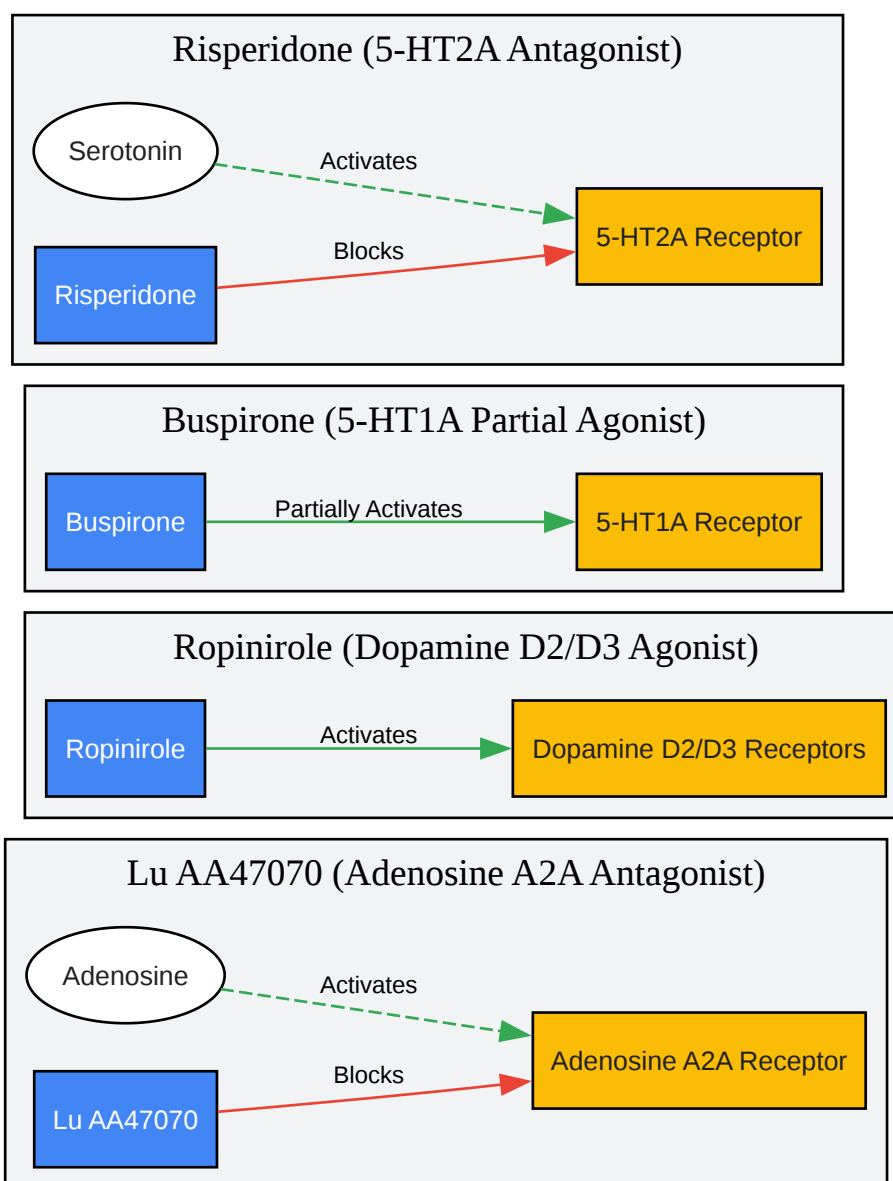 Risperidone (5-HT2A Antagonist)
Serotonin
Activates
5-HT2A Receptor
Blocks
Risperidone
Buspirone (5-HT1A Partial Agonist)
Buspirone
Partially Activates
5-HT1A Receptor
Ropinirole (Dopamine D2/D3 Agonist)
Ropinirole
Activates
Dopamine D2/D3 Receptors
Lu AA47070 (Adenosine A2A Antagonist)
Adenosine
Activates
Adenosine A2A Receptor
Blocks
Lu AA47070